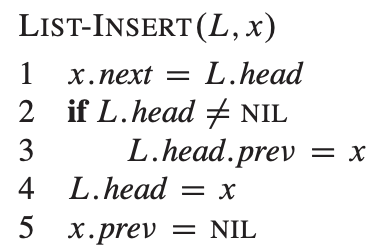 LIST-INSERT(L, x)
1 x.next = L.head
2 if L.head ≠ NIL
3 L.head.prev = x
4 L.head = x
5 x.prev = NIL